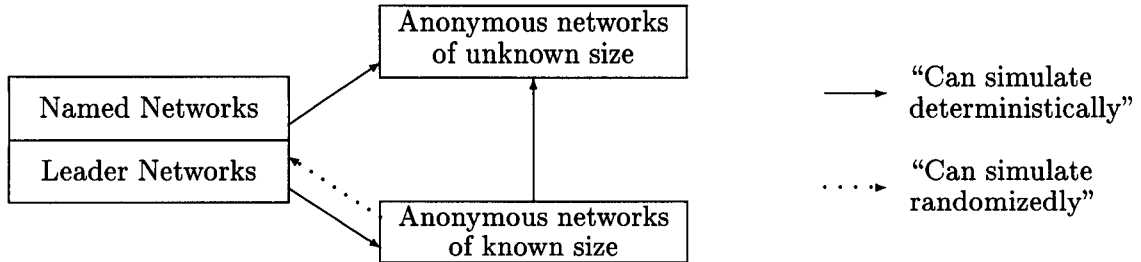 Anonymous networks
of unknown size
Named Networks
Leader Networks
Anonymous networks
of known size
“Can simulate
deterministically”
“Can simulate
randomizedly”